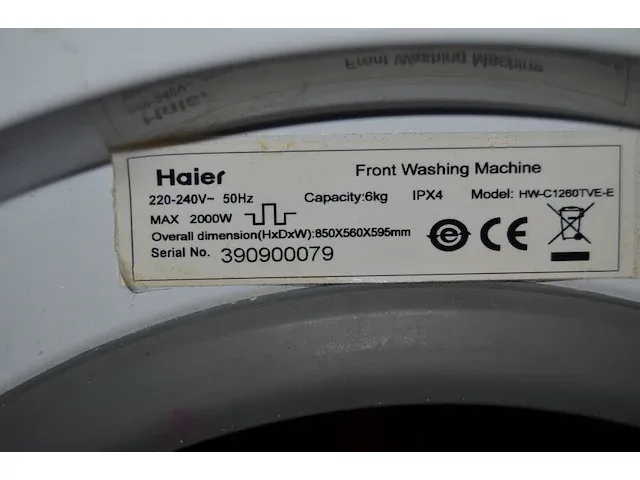 Haier
Front Washing Machine
220-240V~ 50Hz Capacity:6kg IPX4 Model: HW-C1260TVE-E
MAX 2000W
Overall dimension(HxDxW):850X560X595mm
Serial No. 390900079
CE